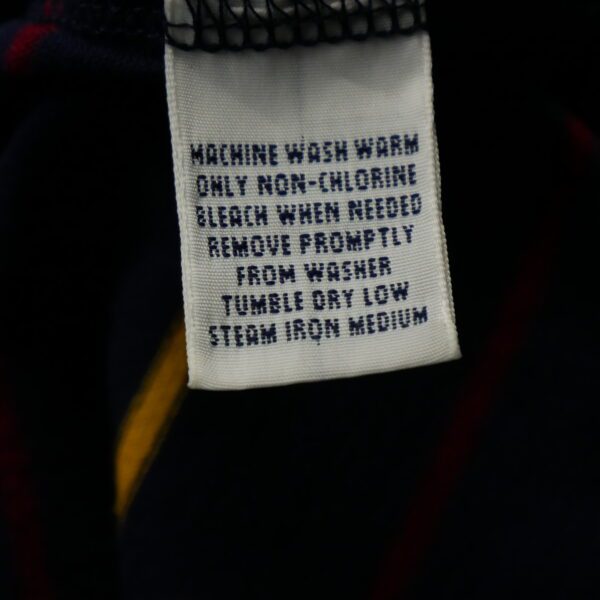 MACHINE WASH WARM
ONLY NON-CHLORINE
BLEACH WHEN NEEDED
REMOVE PROMPTLY
FROM WASHER
TUMBLE DRY LOW
STEAM IRON MEDIUM